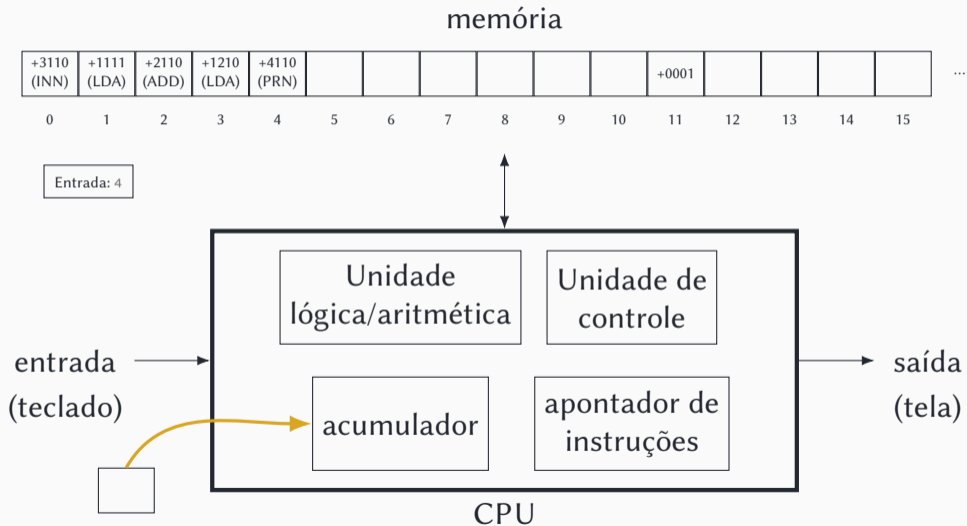 memória
+3110 +1111 +2110 +1210 +4110 +0001 ...
(INN) (LDA) (ADD) (LDA) (PRN)
0 1 2 3 4 5 6 7 8 9 10 11 12 13 14 15
Entrada: 4
Unidade
lógica/aritmética
Unidade de
controle
entrada
(teclado)
saída
(tela)
acumulador
apontador de
instruções
CPU